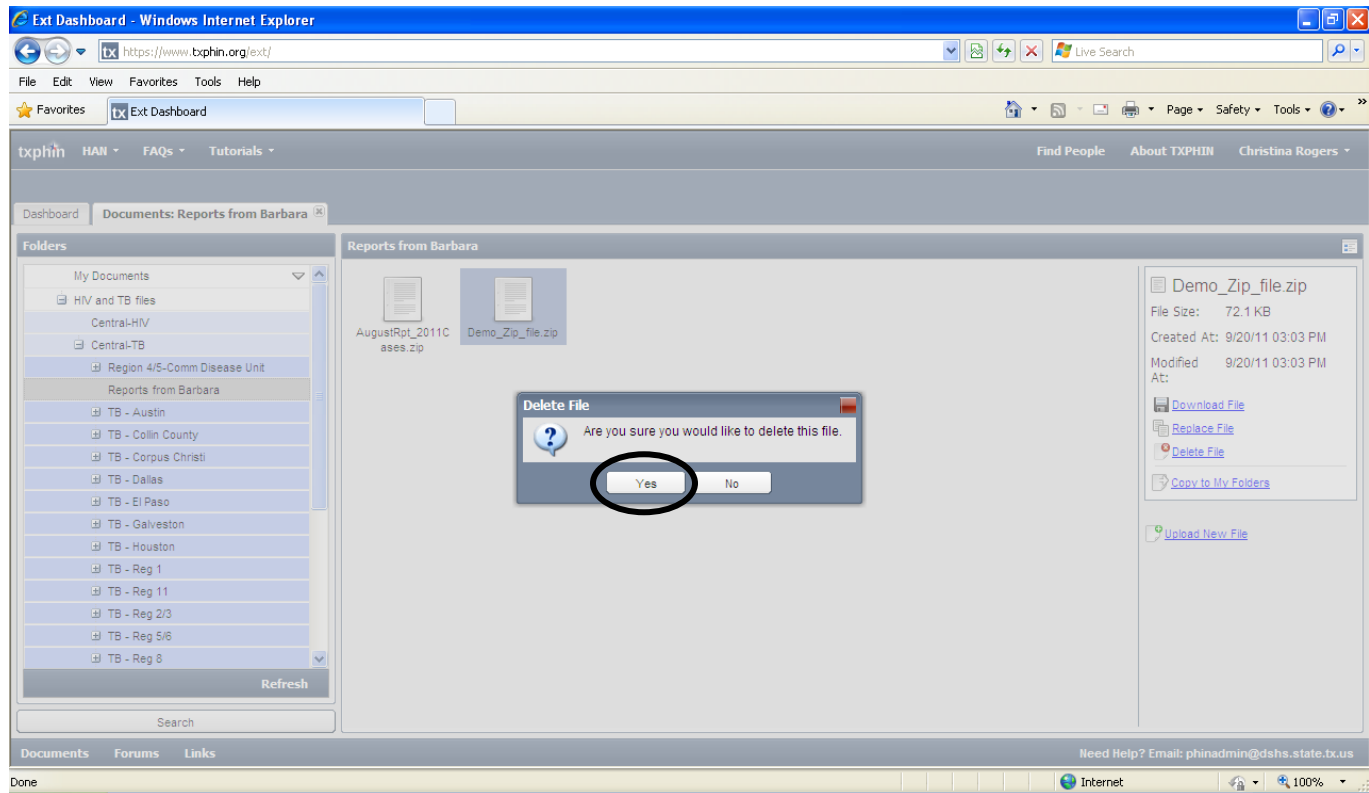 Ext Dashboard - Windows Internet Explorer
https://www.txphin.org/ext/
Live Search
File Edit View Favorites Tools Help
Favorites tx Ext Dashboard Page Safety Tools
txphin HAN FAQs Tutorials Find People About TXPHIN Christina Rogers
Dashboard Documents: Reports from Barbara
Folders
My Documents
HIV and TB files
Central-HIV
Central-TB
Region 4/5-Comm Disease Unit
Reports from Barbara
TB - Austin
TB - Collin County
TB - Corpus Christi
TB - Dallas
TB - El Paso
TB - Galveston
TB - Houston
TB - Reg 1
TB - Reg 11
TB - Reg 2/3
TB - Reg 5/6
TB - Reg 8
Refresh
Search
Reports from Barbara
AugustRpt_2011C
ases.zip
Demo_Zip_file.zip
Delete File
Are you sure you would like to delete this file.
Yes No
Demo_Zip_file.zip
File Size: 72.1 KB
Created At: 9/20/11 03:03 PM
Modified 9/20/11 03:03 PM
At:
Download File
Replace File
Delete File
Copy to My Folders
Upload New File
Documents Forums Links Need Help? Email: phinadmin@dshs.state.tx.us
Done Internet 100%